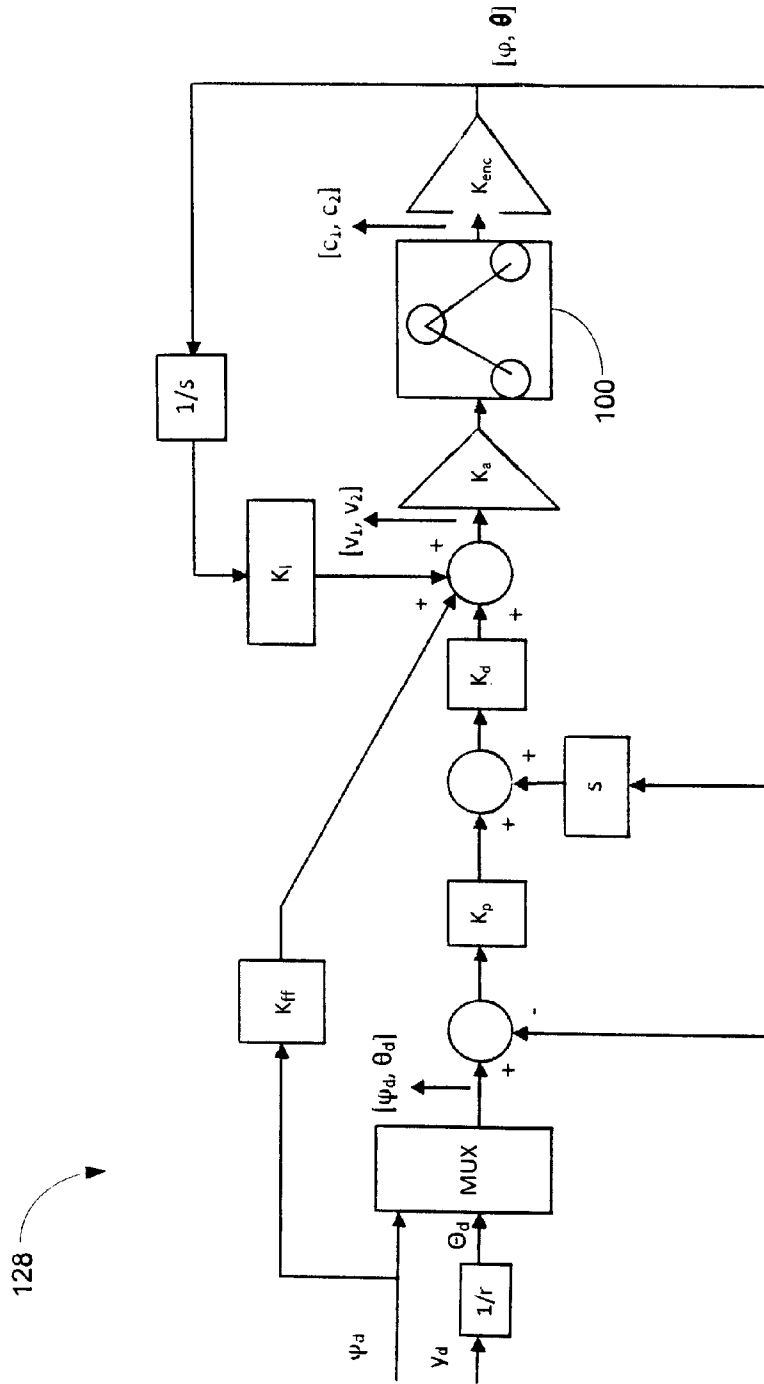 128
Ψd
yd
1/r
Θd
MUX
[ψd, θd]
+
-
Kff
Kp
+
+
s
Kd
+
+
+
[v1, v2]
KI
1/s
Ka
100
[c1, c2]
Kenc
[φ, θ]